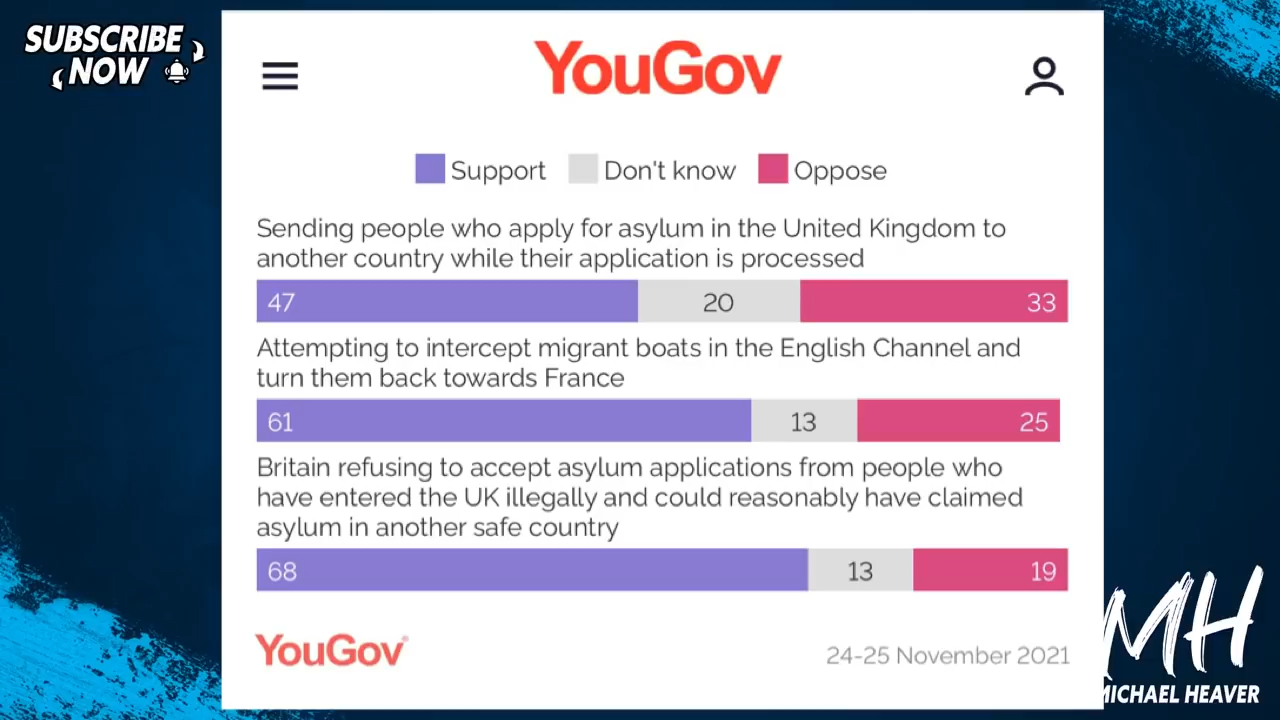 SUBSCRIBE
NOW
YouGov
Support Don't know Oppose
Sending people who apply for asylum in the United Kingdom to
another country while their application is processed
47 20 33
Attempting to intercept migrant boats in the English Channel and
turn them back towards France
61 13 25
Britain refusing to accept asylum applications from people who
have entered the UK illegally and could reasonably have claimed
asylum in another safe country
68 13 19
YouGov
24-25 November 2021
MH
MICHAEL HEAVER